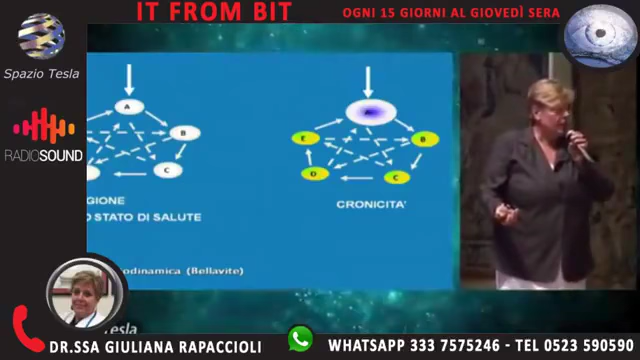 IT FROM BIT
OGNI 15 GIORNI AL GIOVEDÌ SERA
Spazio Tesla
RADIOSOUND
A
B
C
A
E
B
D
C
GIONE
O STATO DI SALUTE
CRONICITA'
odinamica (Bellavite)
Tesla
DR.SSA GIULIANA RAPACCIOLI
WHATSAPP 333 7575246 - TEL 0523 590590